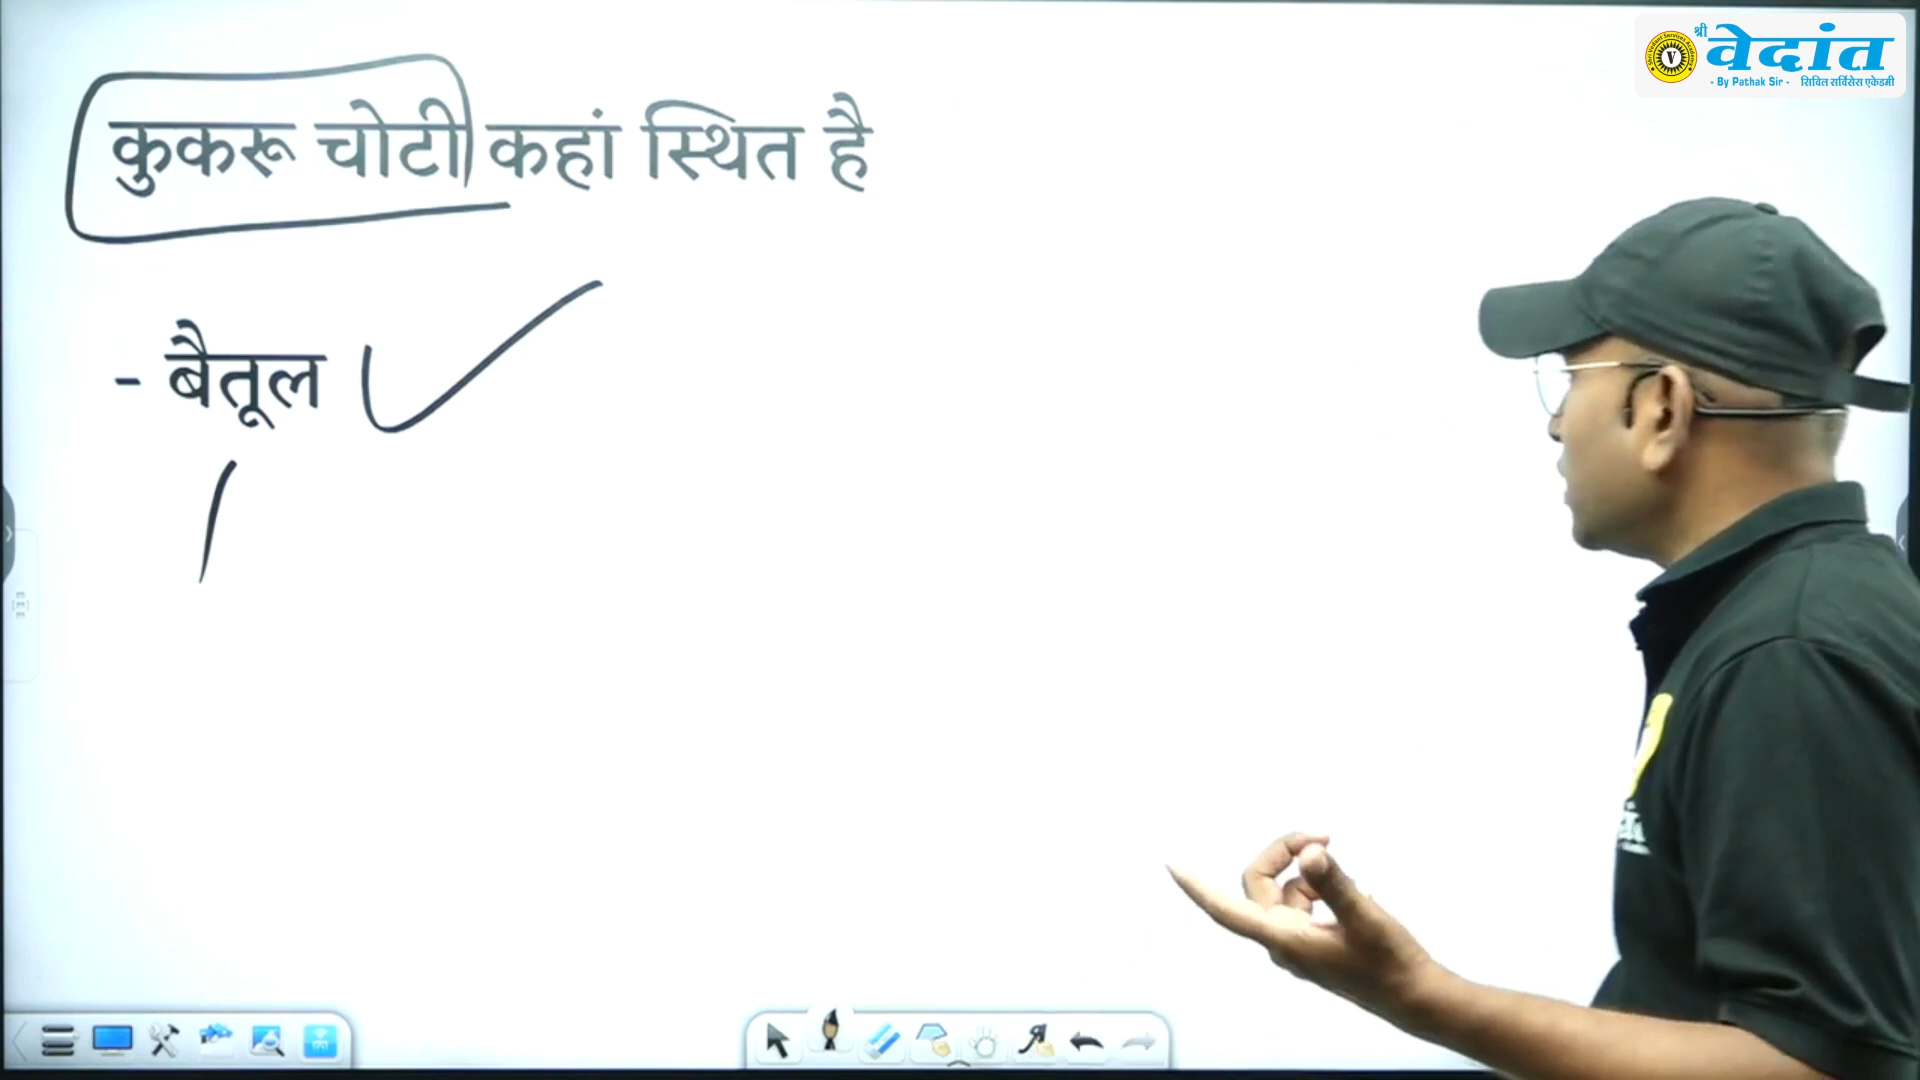 श्री वेदांत
- By Pathak Sir - सिविल सर्विसेस एकेडमी
कुकरू चोटी कहां स्थित है
- बैतूल